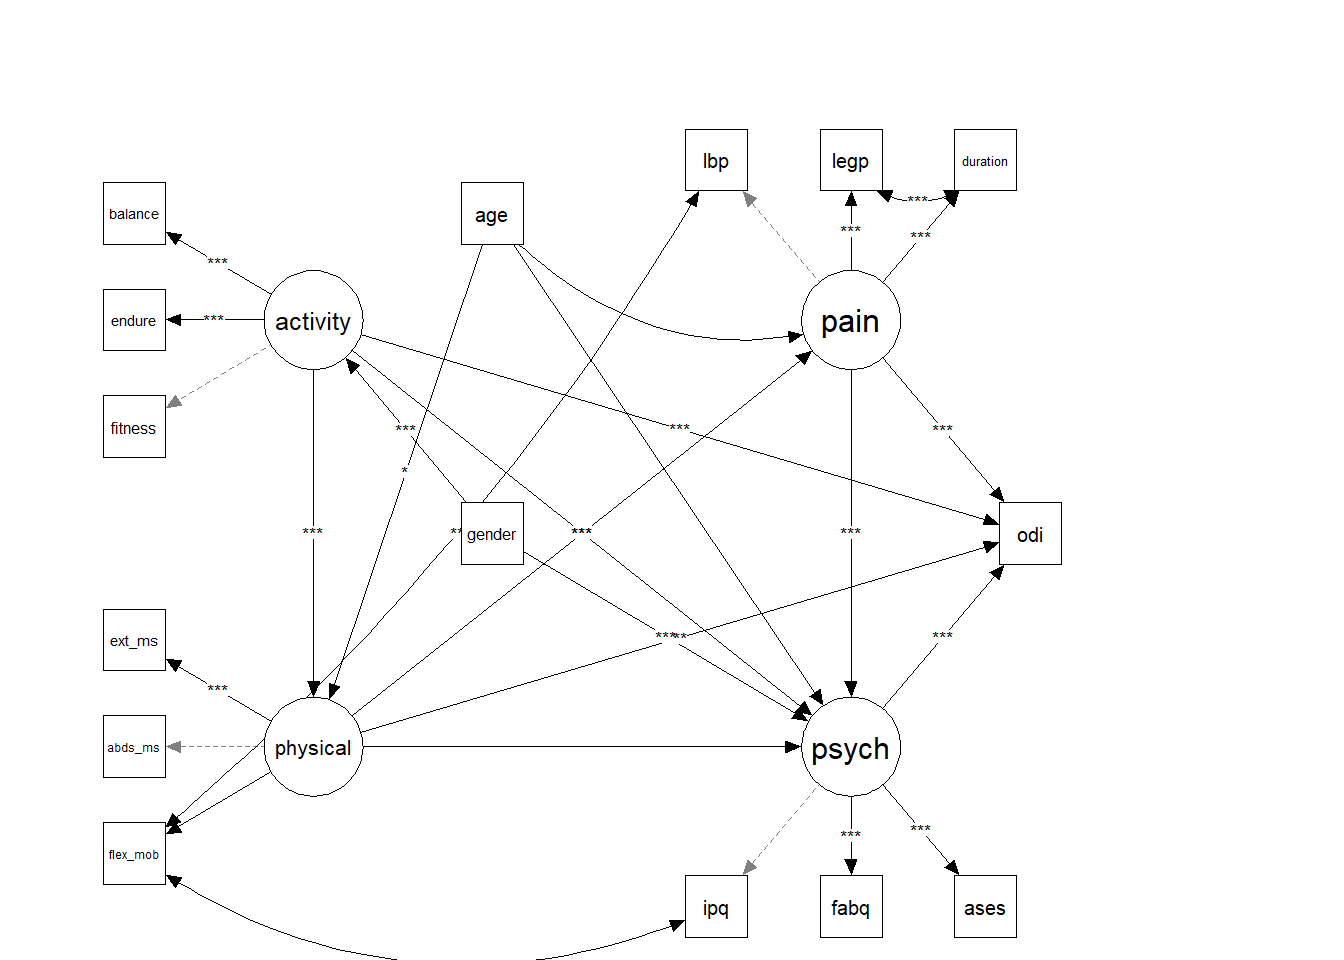 lbp
legp
duration
balance
age
***
***
***
***
endure
***
activity
pain
fitness
***
***
***
*
***
**
gender
***
***
odi
ext_ms
***
**
***
***
abds_ms
physical
psych
flex_mob
***
***
ipq
fabq
ases